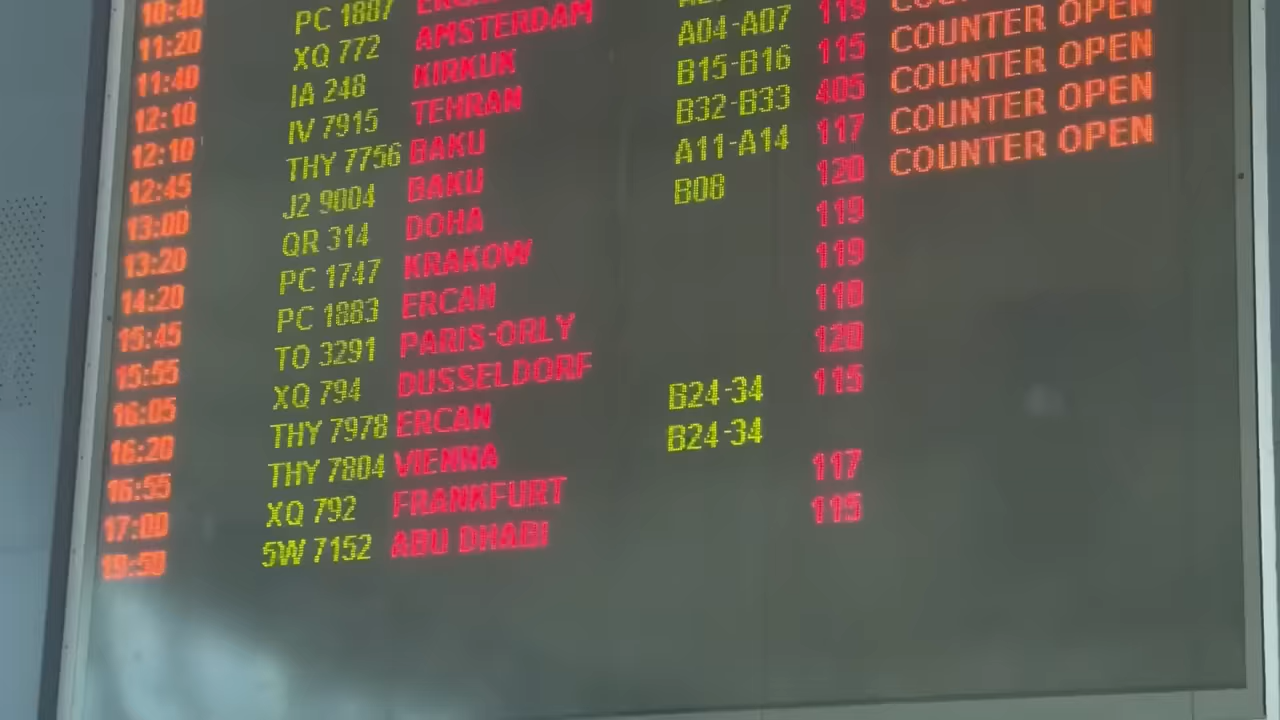 10:40
11:20 PC 1887
11:40 XQ 772 AMSTERDAM
12:10 IA 248 KIRKUK A04-A07 119
12:10 IV 7915 TEHRAN B15-B16 115 COUNTER OPEN
12:45 THY 7756 BAKU B32-B33 405 COUNTER OPEN
13:00 J2 9004 BAKU A11-A14 117 COUNTER OPEN
13:20 QR 314 DOHA B08 120 COUNTER OPEN
14:20 PC 1747 KRAKOW 119
15:45 PC 1883 ERCAN 119
15:55 TO 3291 PARIS-ORLY 118
16:05 XQ 794 DUSSELDORF 120
16:20 THY 7978 ERCAN B24-34 115
16:55 THY 7804 VIENNA B24-34
17:00 XQ 792 FRANKFURT 117
19:50 5W 7152 ABU DHABI 115